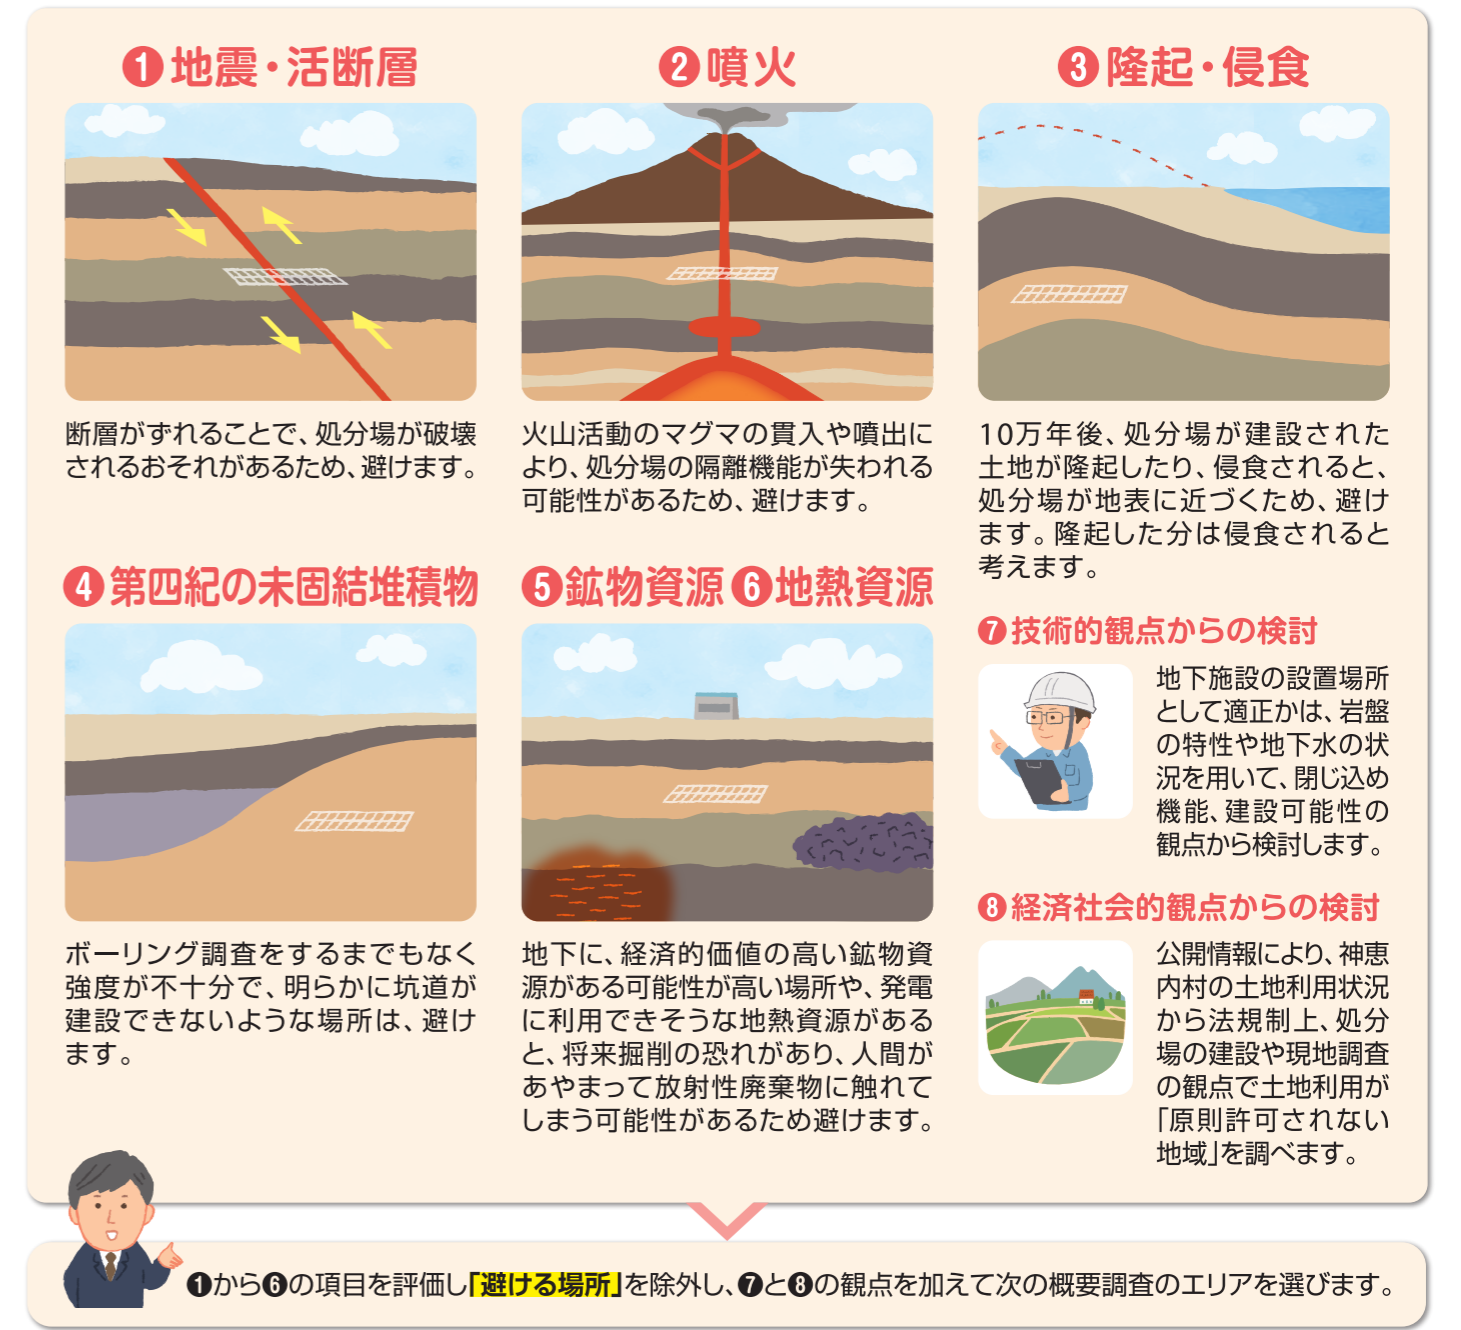 ❶地震・活断層
断層がずれることで、処分場が破壊
されるおそれがあるため、避けます。
❷噴火
火山活動のマグマの貫入や噴出に
より、処分場の隔離機能が失われる
可能性があるため、避けます。
❸隆起・侵食
10万年後、処分場が建設された
土地が隆起したり、侵食されると、
処分場が地表に近づくため、避け
ます。隆起した分は侵食されると
考えます。
❹第四紀の未固結堆積物
ボーリング調査をするまでもなく
強度が不十分で、明らかに坑道が
建設できないような場所は、避け
ます。
❺鉱物資源❻地熱資源
地下に、経済的価値の高い鉱物資
源がある可能性が高い場所や、発電
に利用できそうな地熱資源がある
と、将来掘削の恐れがあり、人間が
あやまって放射性廃棄物に触れて
しまう可能性があるため避けます。
❼技術的観点からの検討
地下施設の設置場所
として適正かは、岩盤
の特性や地下水の状
況を用いて、閉じ込め
機能、建設可能性の
観点から検討します。
❽経済社会的観点からの検討
公開情報により、神恵
内村の土地利用状況
から法規制上、処分
場の建設や現地調査
の観点で土地利用が
「原則許可されない
地域」を調べます。
❶から❻の項目を評価し「避ける場所」を除外し、❼と❽の観点を加えて次の概要調査のエリアを選びます。